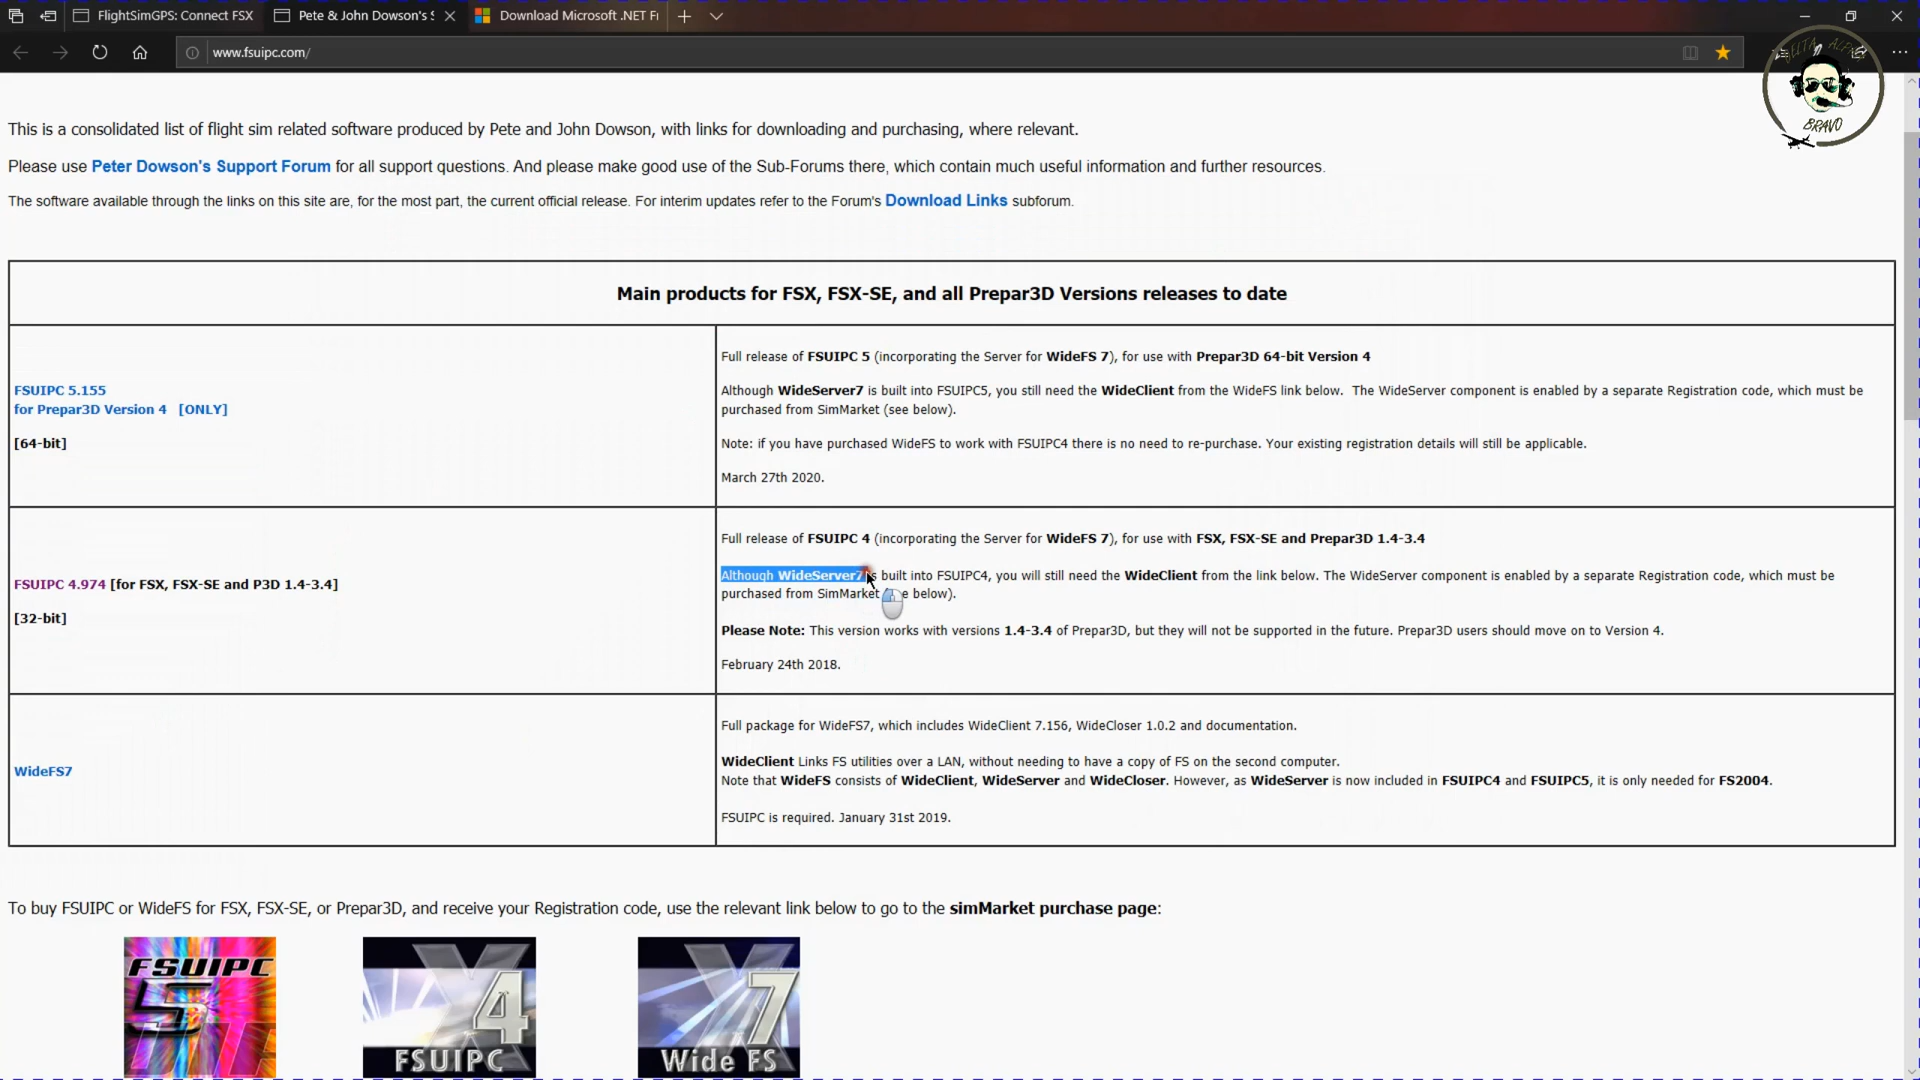 FlightSimGPS: Connect FSX
Pete & John Dowson's S
Download Microsoft .NET Fr
www.fsuipc.com/
BRAVO
This is a consolidated list of flight sim related software produced by Pete and John Dowson, with links for downloading and purchasing, where relevant.
Please use Peter Dowson's Support Forum for all support questions. And please make good use of the Sub-Forums there, which contain much useful information and further resources.
The software available through the links on this site are, for the most part, the current official release. For interim updates refer to the Forum's Download Links subforum.
Main products for FSX, FSX-SE, and all Prepar3D Versions releases to date
FSUIPC 5.155
for Prepar3D Version 4 [ONLY]
[64-bit]
Full release of FSUIPC 5 (incorporating the Server for WideFS 7), for use with Prepar3D 64-bit Version 4
Although WideServer7 is built into FSUIPC5, you still need the WideClient from the WideFS link below. The WideServer component is enabled by a separate Registration code, which must be
purchased from SimMarket (see below).
Note: if you have purchased WideFS to work with FSUIPC4 there is no need to re-purchase. Your existing registration details will still be applicable.
March 27th 2020.
FSUIPC 4.974 [for FSX, FSX-SE and P3D 1.4-3.4]
[32-bit]
Full release of FSUIPC 4 (incorporating the Server for WideFS 7), for use with FSX, FSX-SE and Prepar3D 1.4-3.4
Although WideServer7 is built into FSUIPC4, you will still need the WideClient from the link below. The WideServer component is enabled by a separate Registration code, which must be
purchased from SimMarket (see below).
Please Note: This version works with versions 1.4-3.4 of Prepar3D, but they will not be supported in the future. Prepar3D users should move on to Version 4.
February 24th 2018.
WideFS7
Full package for WideFS7, which includes WideClient 7.156, WideCloser 1.0.2 and documentation.
WideClient Links FS utilities over a LAN, without needing to have a copy of FS on the second computer.
Note that WideFS consists of WideClient, WideServer and WideCloser. However, as WideServer is now included in FSUIPC4 and FSUIPC5, it is only needed for FS2004.
FSUIPC is required. January 31st 2019.
To buy FSUIPC or WideFS for FSX, FSX-SE, or Prepar3D, and receive your Registration code, use the relevant link below to go to the simMarket purchase page:
FSUIPC
5
X
4
FSUIPC
X
7
Wide FS